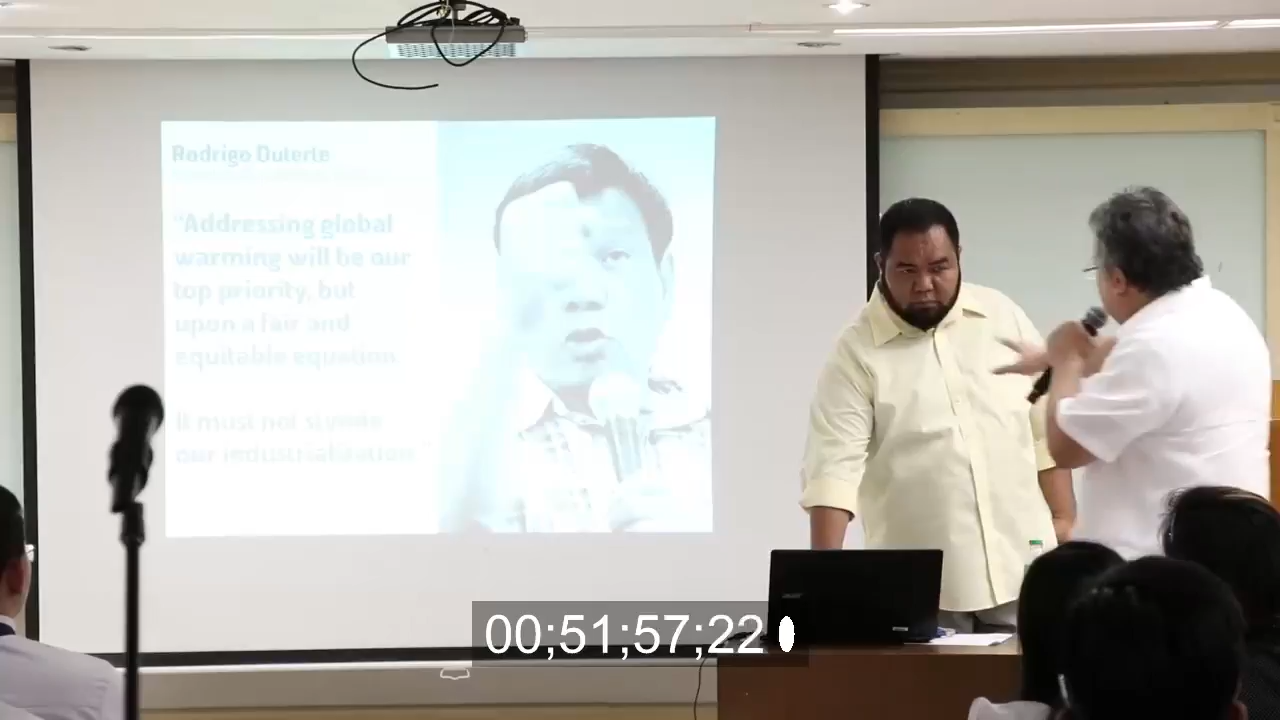 Rodrigo Duterte
"Addressing global
warming will be our
top priority, but
upon a fair and
equitable equation
It must not stymie
our industrialization"
00;51;57;22